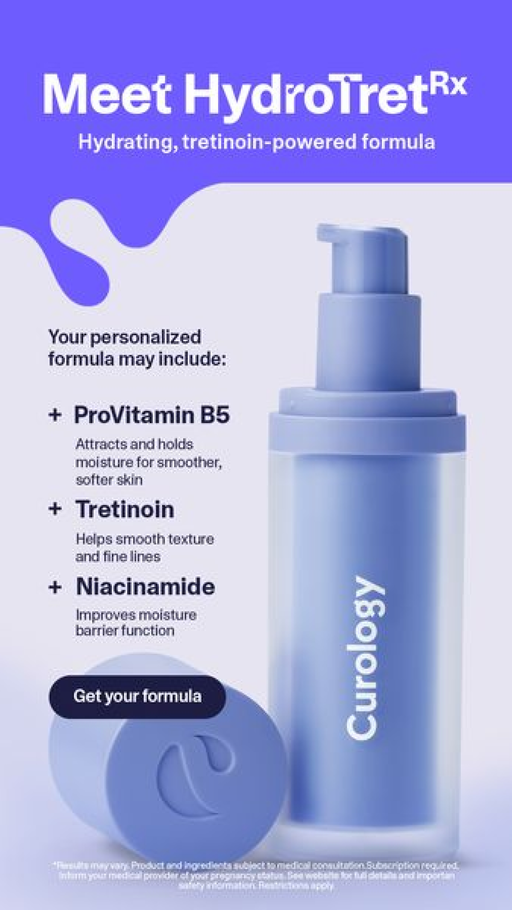 Meet HydroTretRx
Hydrating, tretinoin-powered formula
Your personalized
formula may include:
+ ProVitamin B5
Attracts and holds
moisture for smoother,
softer skin
+ Tretinoin
Helps smooth texture
and fine lines
+ Niacinamide
Improves moisture
barrier function
Get your formula
Curology
*Results may vary. Product and ingredients subject to medical consultation.Subscription required,
Inform your medical provider of your pregnancy status. See website for full details and importan
safety information. Restrictions apply.